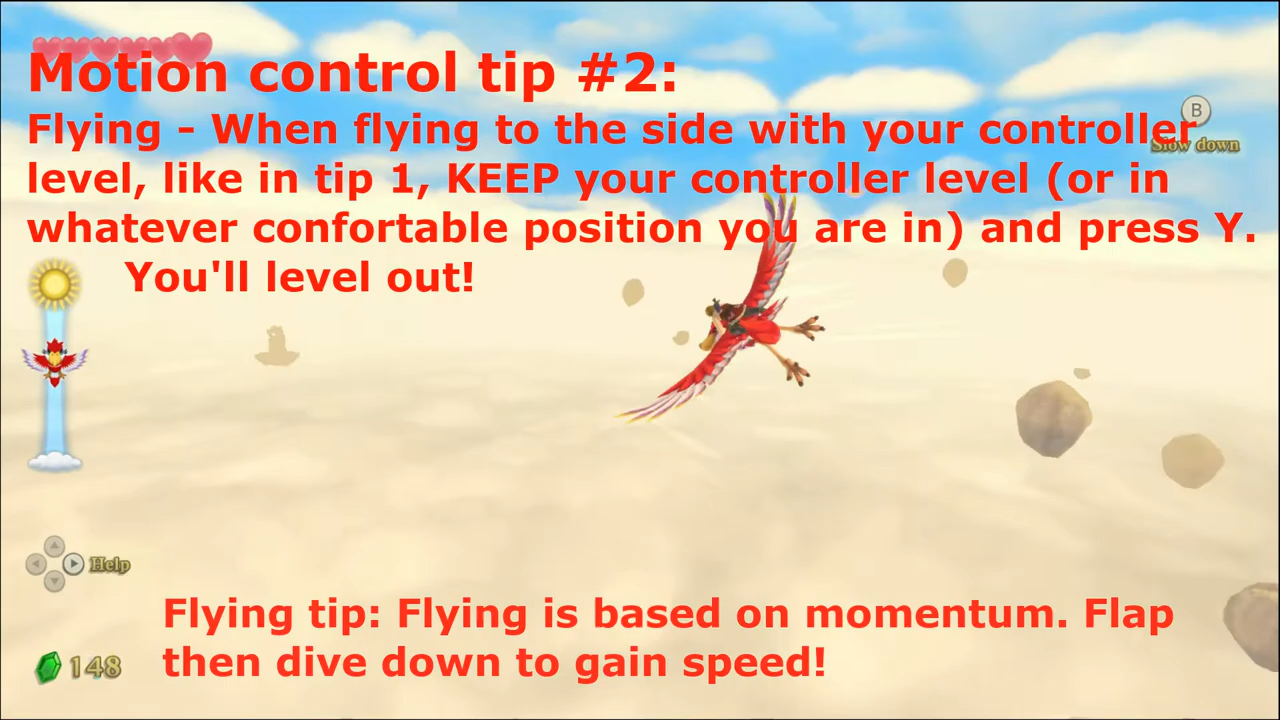 Motion control tip #2:
B
Flying - When flying to the side with your controller
Slow down
level, like in tip 1, KEEP your controller level (or in
whatever confortable position you are in) and press Y.
You'll level out!
Help
Flying tip: Flying is based on momentum. Flap
then dive down to gain speed!
148